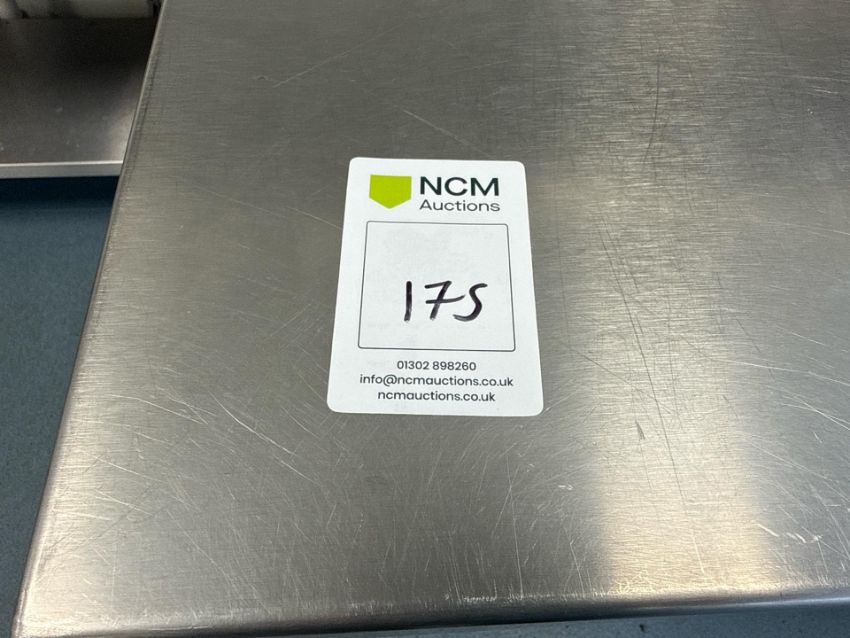 NCM
Auctions
175
01302 898260
info@ncmauctions.co.uk
ncmauctions.co.uk